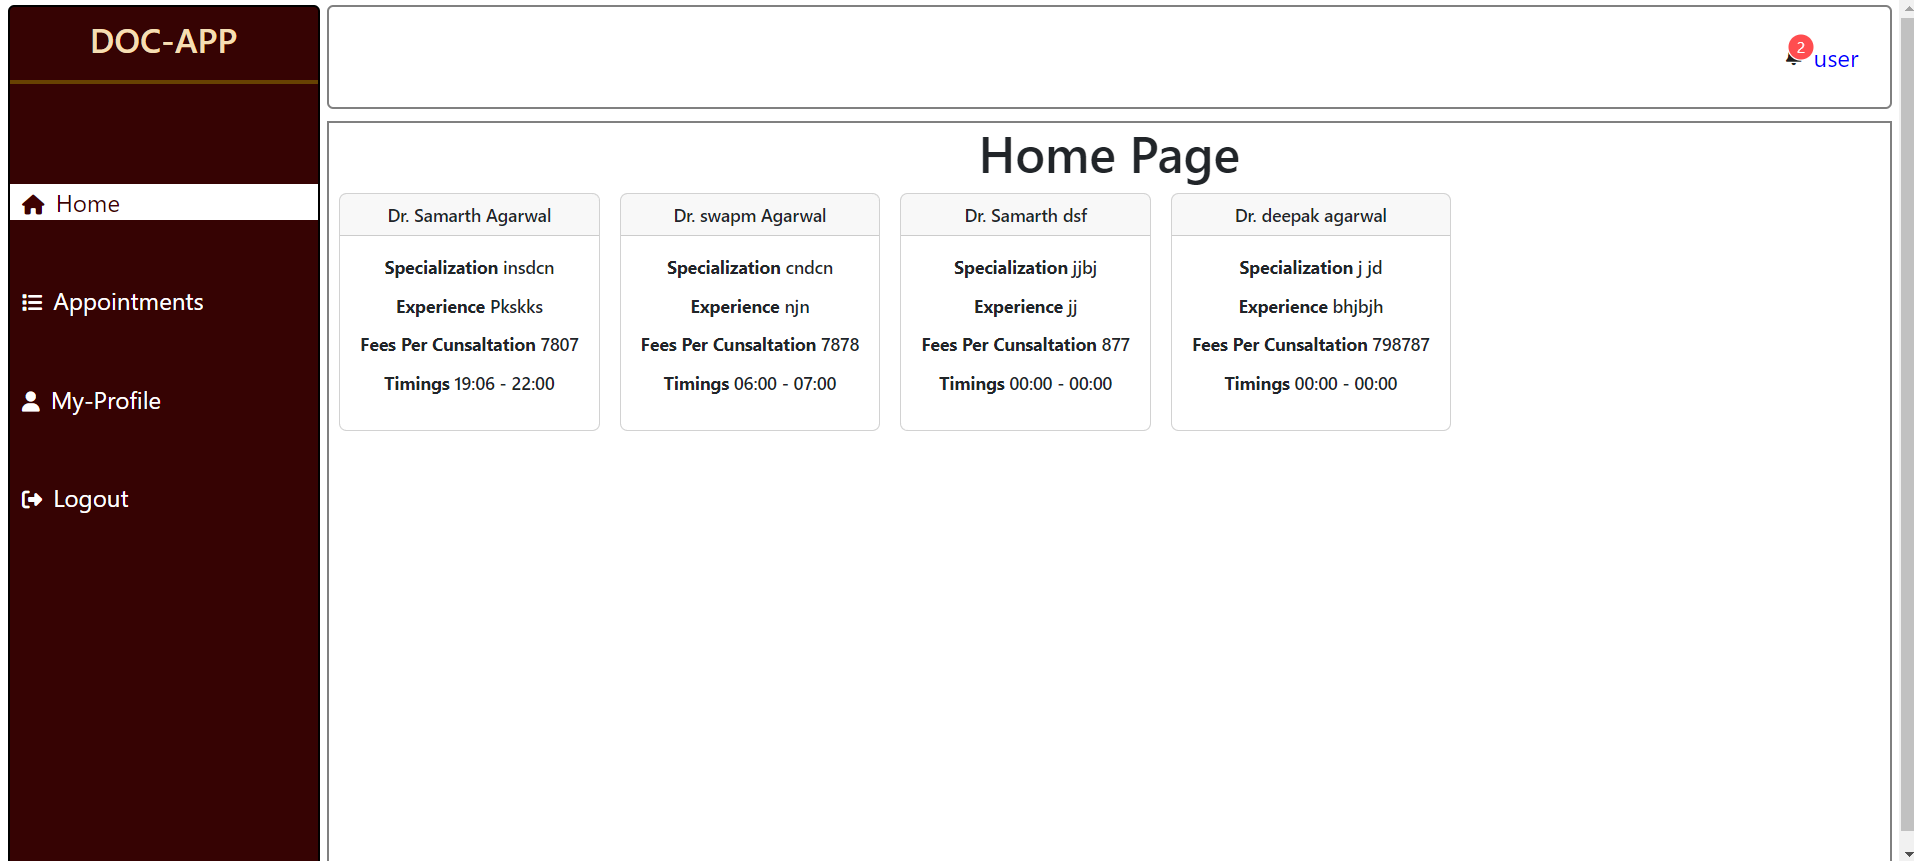 DOC-APP
Home
Appointments
My-Profile
Logout
2
user
Home Page
Dr. Samarth Agarwal
Specialization insdcn
Experience Pkskks
Fees Per Cunsaltation 7807
Timings 19:06 - 22:00
Dr. swapm Agarwal
Specialization cndcn
Experience njn
Fees Per Cunsaltation 7878
Timings 06:00 - 07:00
Dr. Samarth dsf
Specialization jjbj
Experience jj
Fees Per Cunsaltation 877
Timings 00:00 - 00:00
Dr. deepak agarwal
Specialization j jd
Experience bhjbjh
Fees Per Cunsaltation 798787
Timings 00:00 - 00:00